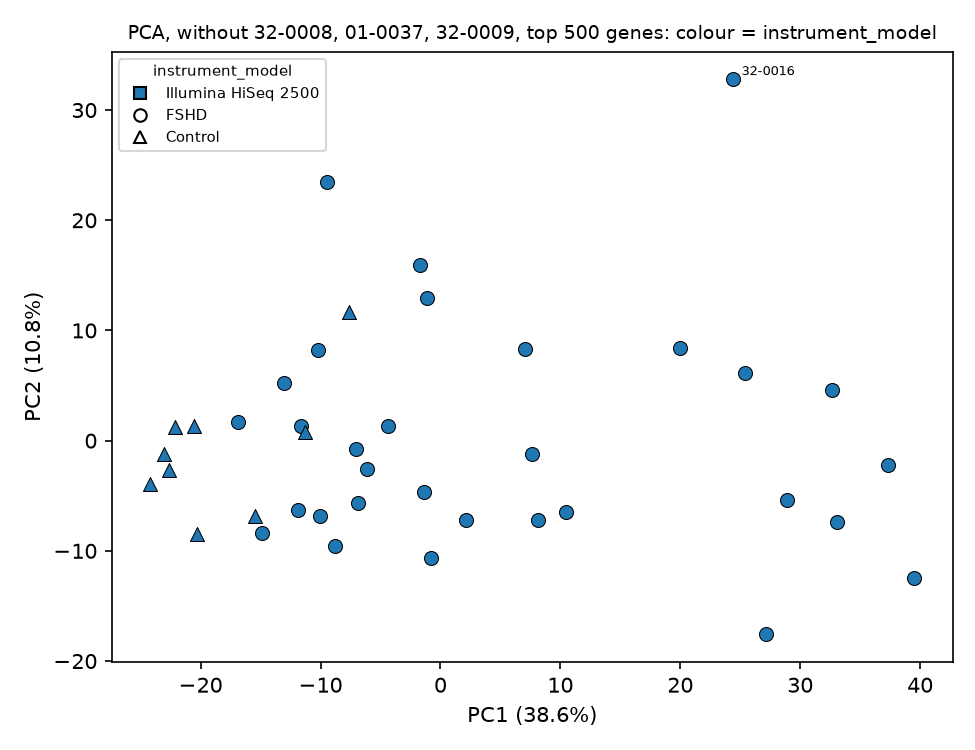 PCA, without 32-0008, 01-0037, 32-0009, top 500 genes: colour = instrument_model
instrument_model
Illumina HiSeq 2500
FSHD
Control
32-0016
30
20
10
0
−10
−20
PC2 (10.8%)
−20 −10 0 10 20 30 40
PC1 (38.6%)